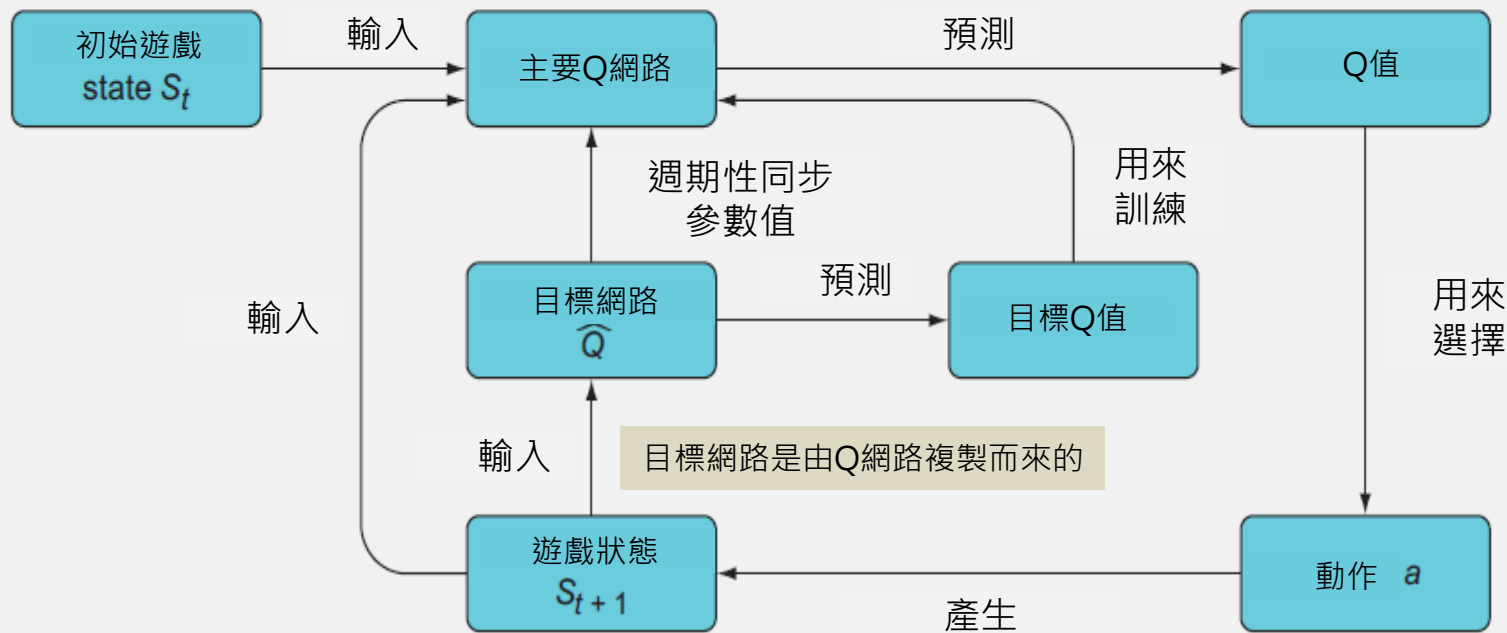 初始遊戲
state S_t
輸入
主要Q網路
預測
Q值
週期性同步
參數值
用來
訓練
輸入
目標網路
Q̂
預測
目標Q值
用來
選擇
輸入
目標網路是由Q網路複製而來的
遊戲狀態
S_{t + 1}
產生
動作 a